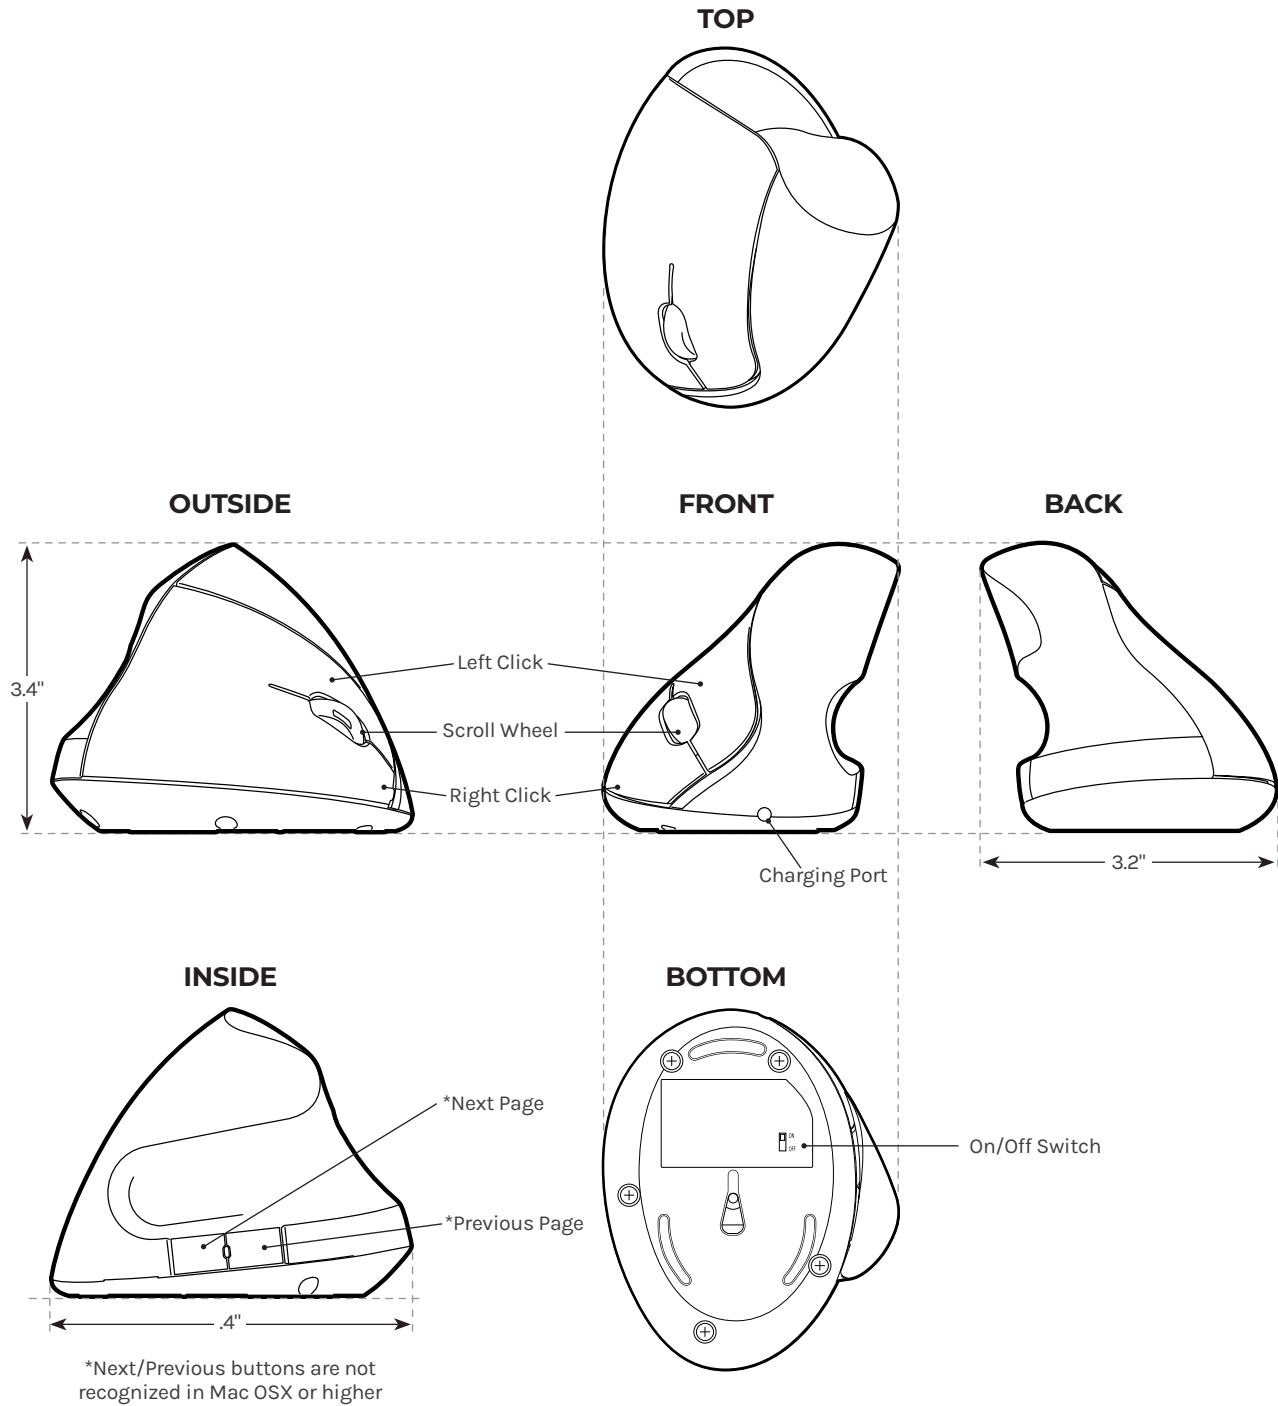 TOP
OUTSIDE
FRONT
BACK
Left Click
3.4"
Scroll Wheel
Right Click
3.2"
Charging Port
INSIDE
BOTTOM
*Next Page
ON
OFF
On/Off Switch
*Previous Page
.4"
*Next/Previous buttons are not
recognized in Mac OSX or higher